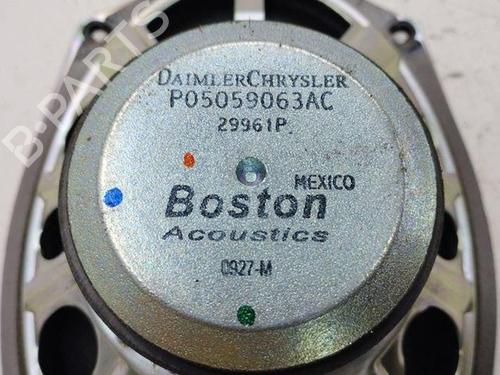 DAIMLERCHRYSLER
P05059063AC
29961P.
MEXICO
Boston
Acoustics
0927-M
B-PARTS